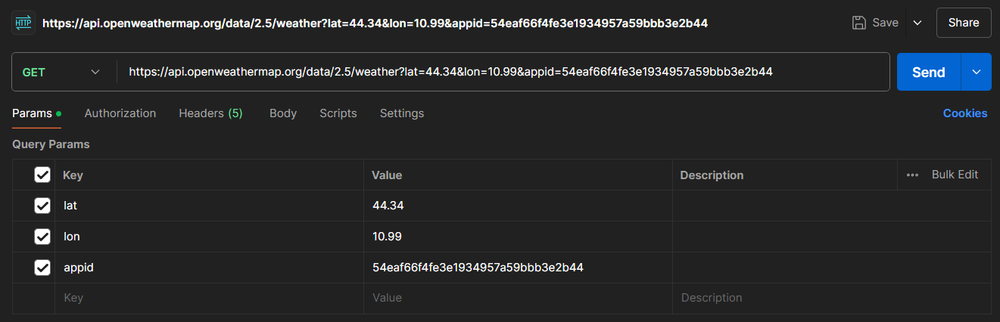 HTTP https://api.openweathermap.org/data/2.5/weather?lat=44.34&lon=10.99&appid=54eaf66f4fe3e1934957a59bbb3e2b44 Save Share
GET https://api.openweathermap.org/data/2.5/weather?lat=44.34&lon=10.99&appid=54eaf66f4fe3e1934957a59bbb3e2b44 Send
Params Authorization Headers (5) Body Scripts Settings Cookies
Query Params
Key Value Description Bulk Edit
lat 44.34
lon 10.99
appid 54eaf66f4fe3e1934957a59bbb3e2b44
Key Value Description